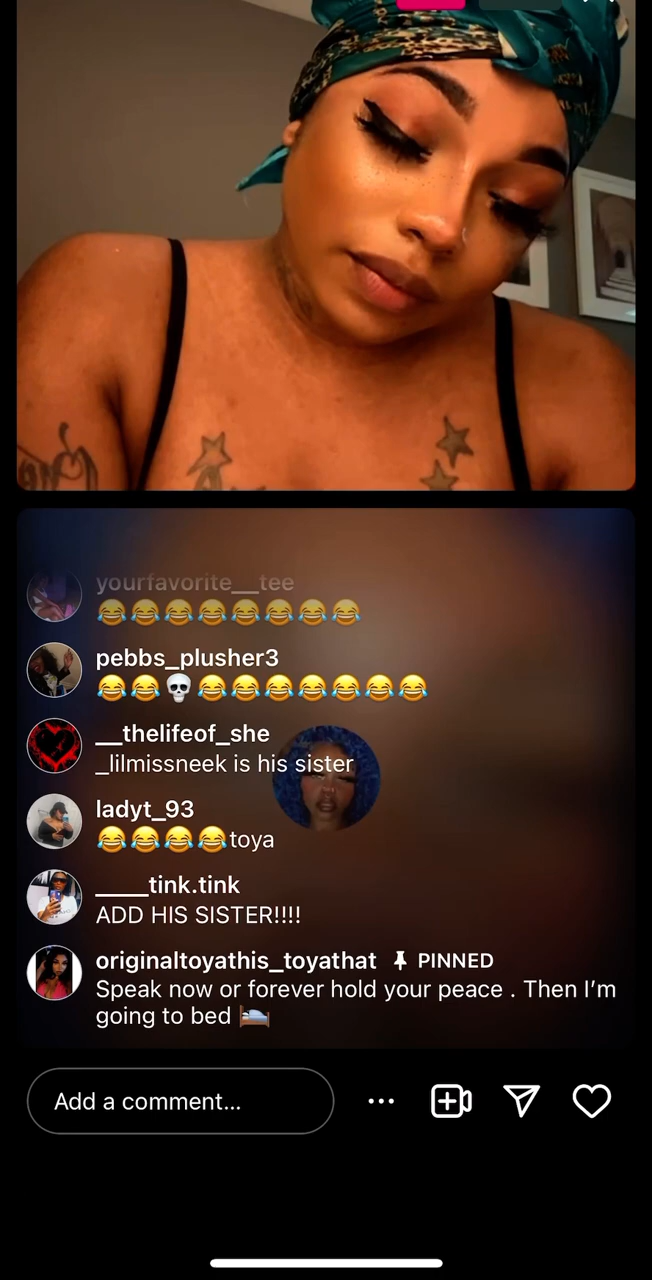 yourfavorite__tee
😂😂😂😂😂😂😂😂
pebbs_plusher3
😂😂💀😂😂😂😂😂😂😂
__thelifeof_she
_lilmissneek is his sister
ladyt_93
😂😂😂😂toya
____tink.tink
ADD HIS SISTER!!!!
originaltoyathis_toyathat 📌 PINNED
Speak now or forever hold your peace . Then I’m
going to bed 🛌
Add a comment...